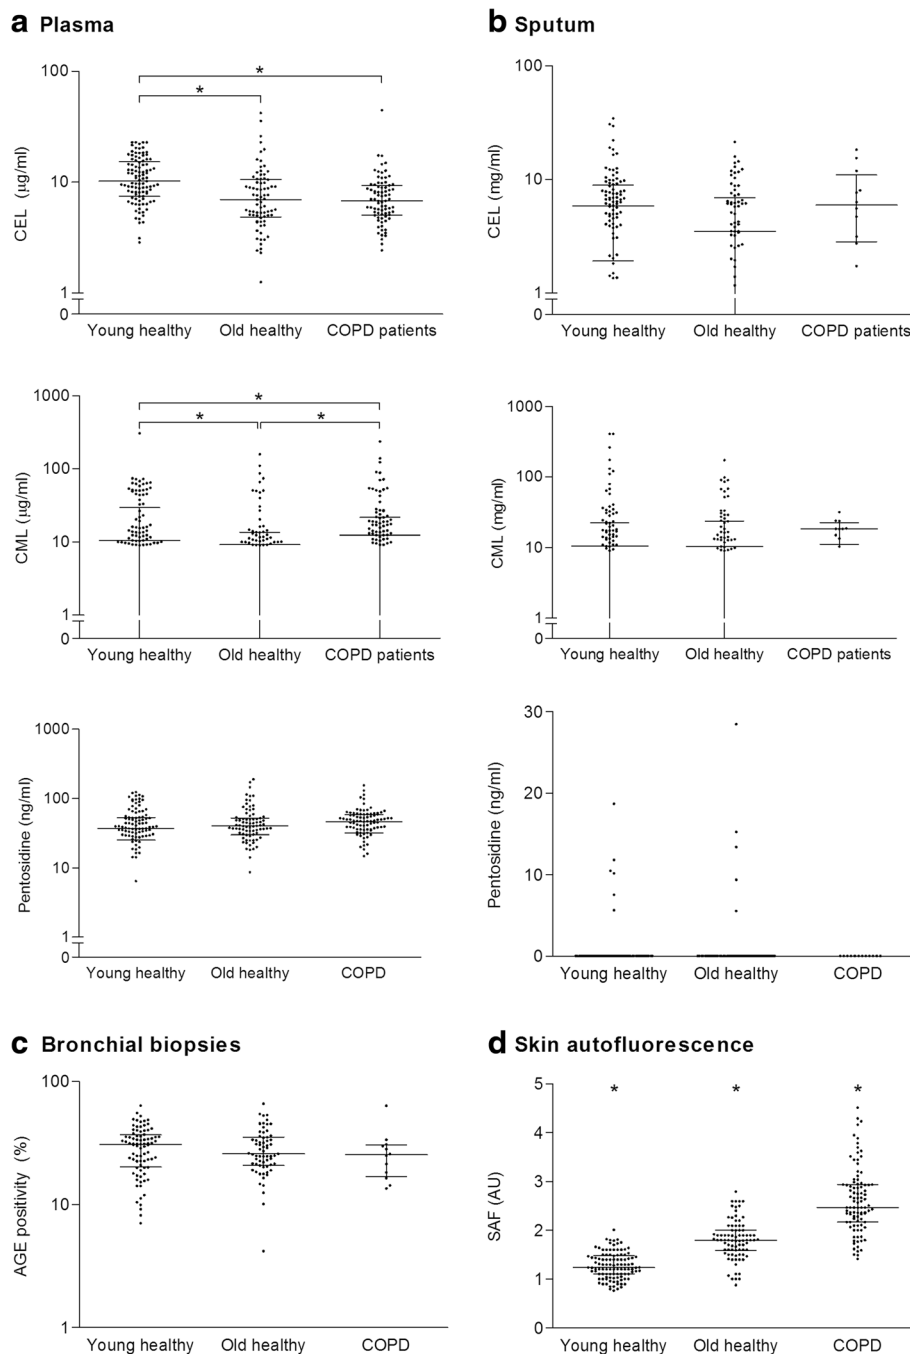 a Plasma
*
*
100
10
1
0
CEL (µg/ml)
Young healthy Old healthy COPD patients
b Sputum
100
10
1
0
CEL (mg/ml)
Young healthy Old healthy COPD patients
*
*
*
1000
100
10
1
0
CML (µg/ml)
Young healthy Old healthy COPD patients
1000
100
10
1
0
CML (mg/ml)
Young healthy Old healthy COPD patients
1000
100
10
1
0
Pentosidine (ng/ml)
Young healthy Old healthy COPD
30
20
10
0
Pentosidine (ng/ml)
Young healthy Old healthy COPD
c Bronchial biopsies
100
10
1
AGE positivity (%)
Young healthy Old healthy COPD
d Skin autofluorescence
* * *
5
4
3
2
1
0
SAF (AU)
Young healthy Old healthy COPD